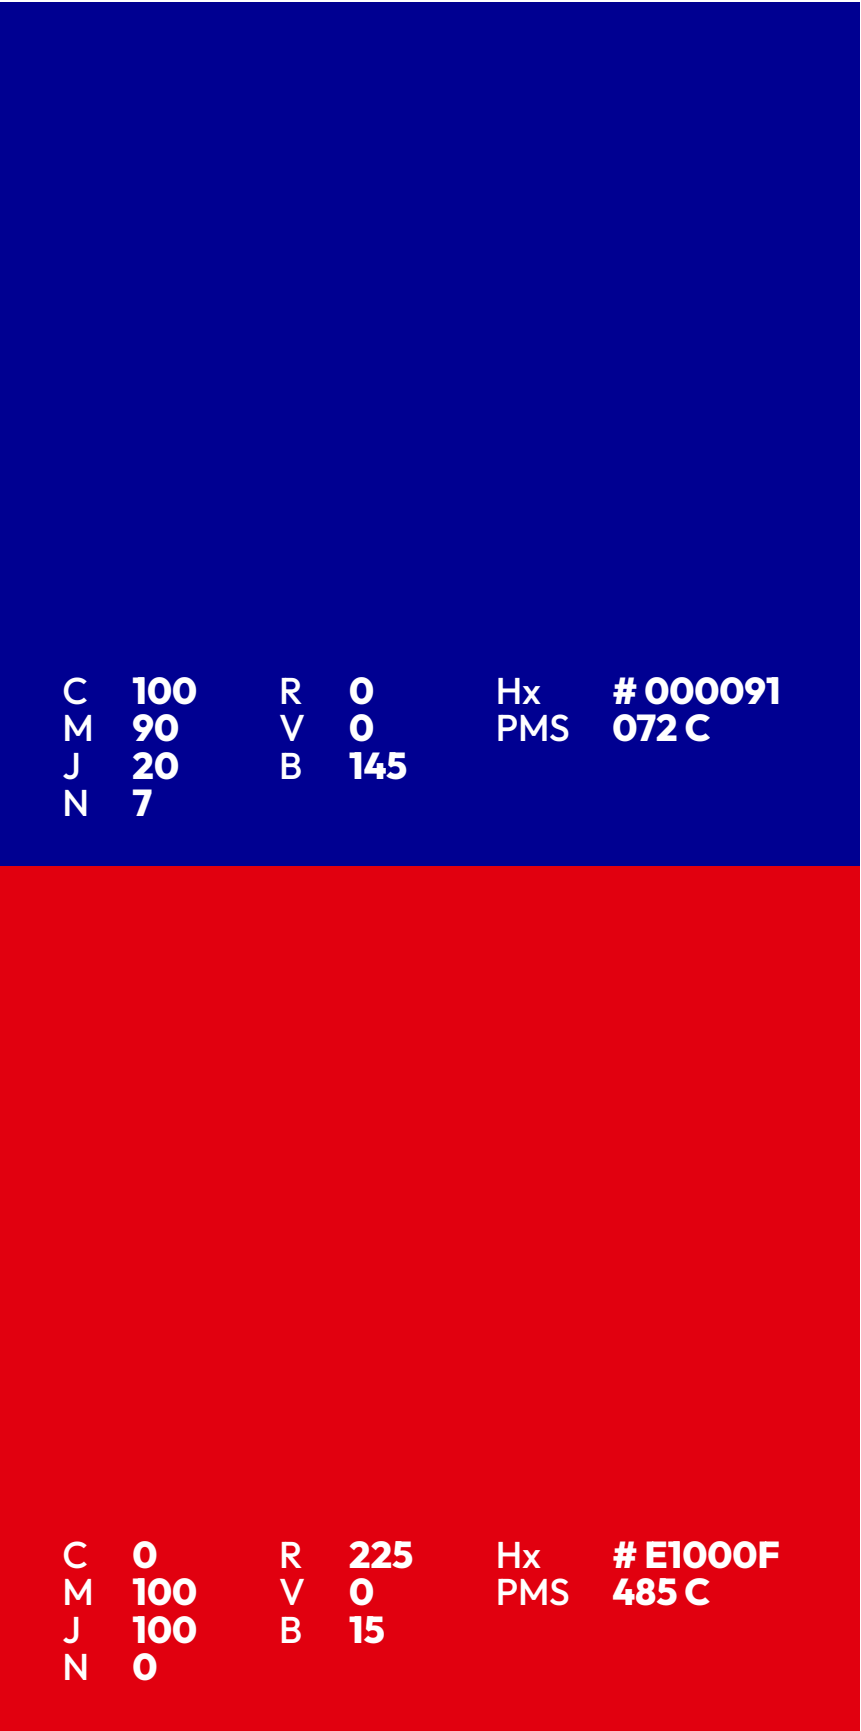 C 100 R 0 Hx # 000091
M 90 V 0 PMS 072 C
J 20 B 145
N 7
C 0 R 225 Hx # E1000F
M 100 V 0 PMS 485 C
J 100 B 15
N 0